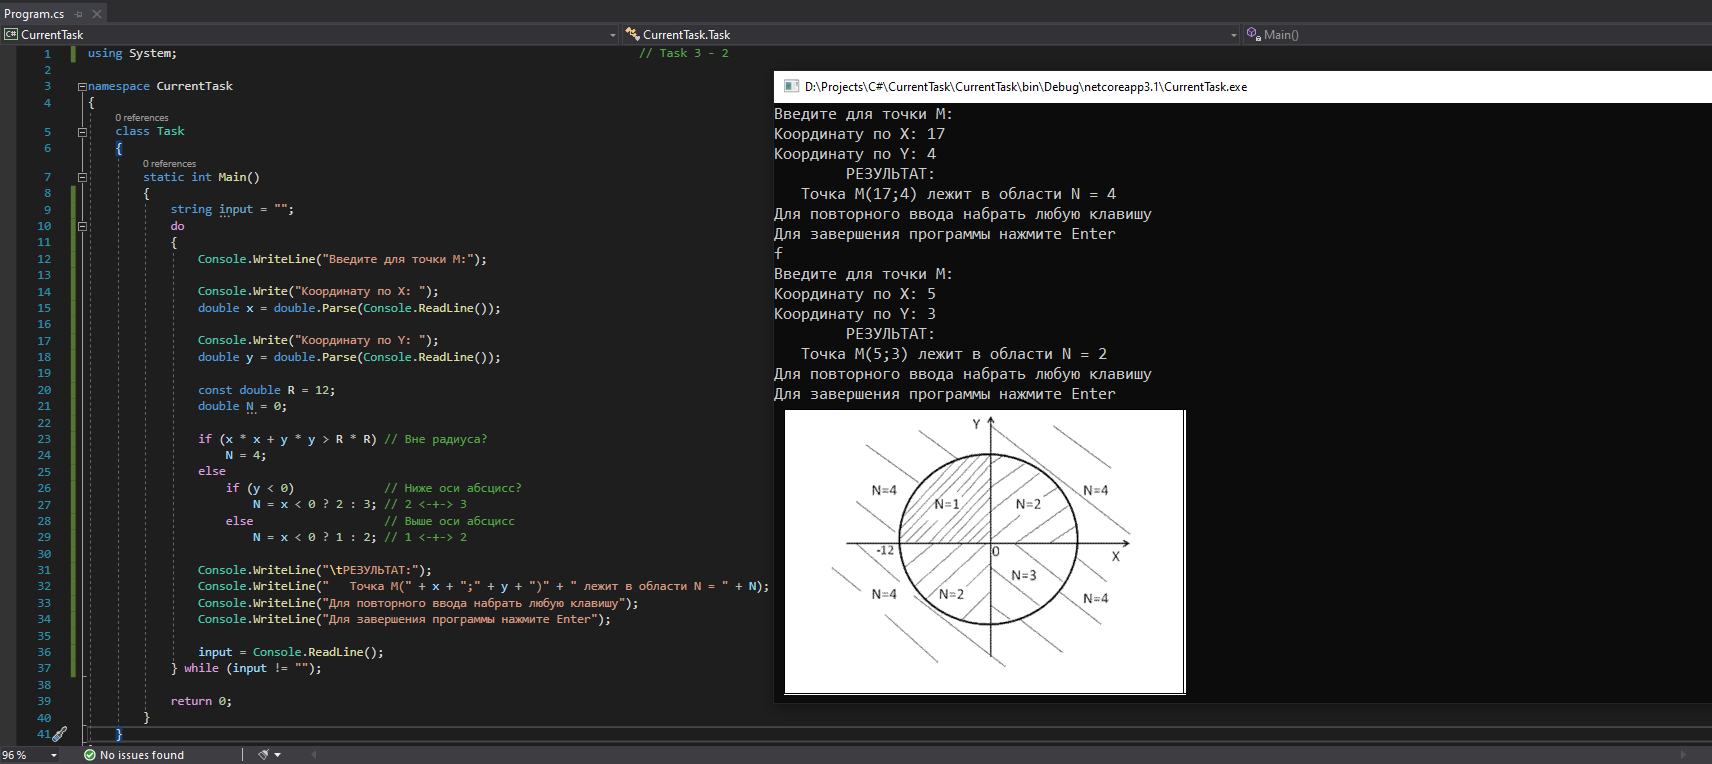 Program.cs
CurrentTask
CurrentTask.Task
Main()
1 using System; // Task 3 - 2
2
3 namespace CurrentTask
4 {
0 references
5 class Task
6 {
0 references
7 static int Main()
8 {
9 string input = "";
10 do
11 {
12 Console.WriteLine("Введите для точки M:");
13
14 Console.Write("Координату по X: ");
15 double x = double.Parse(Console.ReadLine());
16
17 Console.Write("Координату по Y: ");
18 double y = double.Parse(Console.ReadLine());
19
20 const double R = 12;
21 double N = 0;
22
23 if (x * x + y * y > R * R) // Вне радиуса?
24 N = 4;
25 else
26 if (y < 0) // Ниже оси абсцисс?
27 N = x < 0 ? 2 : 3; // 2 <-+-> 3
28 else // Выше оси абсцисс
29 N = x < 0 ? 1 : 2; // 1 <-+-> 2
30
31 Console.WriteLine("\tРЕЗУЛЬТАТ:");
32 Console.WriteLine("   Точка M(" + x + ";" + y + ")" + " лежит в области N = " + N);
33 Console.WriteLine("Для повторного ввода набрать любую клавишу");
34 Console.WriteLine("Для завершения программы нажмите Enter");
35
36 input = Console.ReadLine();
37 } while (input != "");
38
39 return 0;
40 }
41 }
96 %
No issues found
D:\Projects\C#\CurrentTask\CurrentTask\bin\Debug\netcoreapp3.1\CurrentTask.exe
Введите для точки M:
Координату по X: 17
Координату по Y: 4
РЕЗУЛЬТАТ:
Точка M(17;4) лежит в области N = 4
Для повторного ввода набрать любую клавишу
Для завершения программы нажмите Enter
f
Введите для точки M:
Координату по X: 5
Координату по Y: 3
РЕЗУЛЬТАТ:
Точка M(5;3) лежит в области N = 2
Для повторного ввода набрать любую клавишу
Для завершения программы нажмите Enter
Y
N=4
N=4
N=1
N=2
-12
0
X
N=3
N=4
N=2
N=4